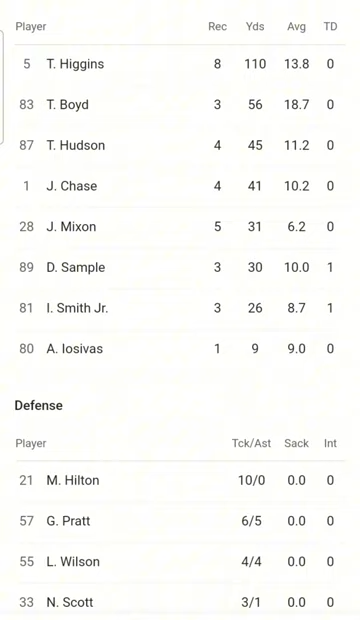 Player Rec Yds Avg TD
5 T. Higgins 8 110 13.8 0
83 T. Boyd 3 56 18.7 0
87 T. Hudson 4 45 11.2 0
1 J. Chase 4 41 10.2 0
28 J. Mixon 5 31 6.2 0
89 D. Sample 3 30 10.0 1
81 I. Smith Jr. 3 26 8.7 1
80 A. Iosivas 1 9 9.0 0
Defense
Player Tck/Ast Sack Int
21 M. Hilton 10/0 0.0 0
57 G. Pratt 6/5 0.0 0
55 L. Wilson 4/4 0.0 0
33 N. Scott 3/1 0.0 0